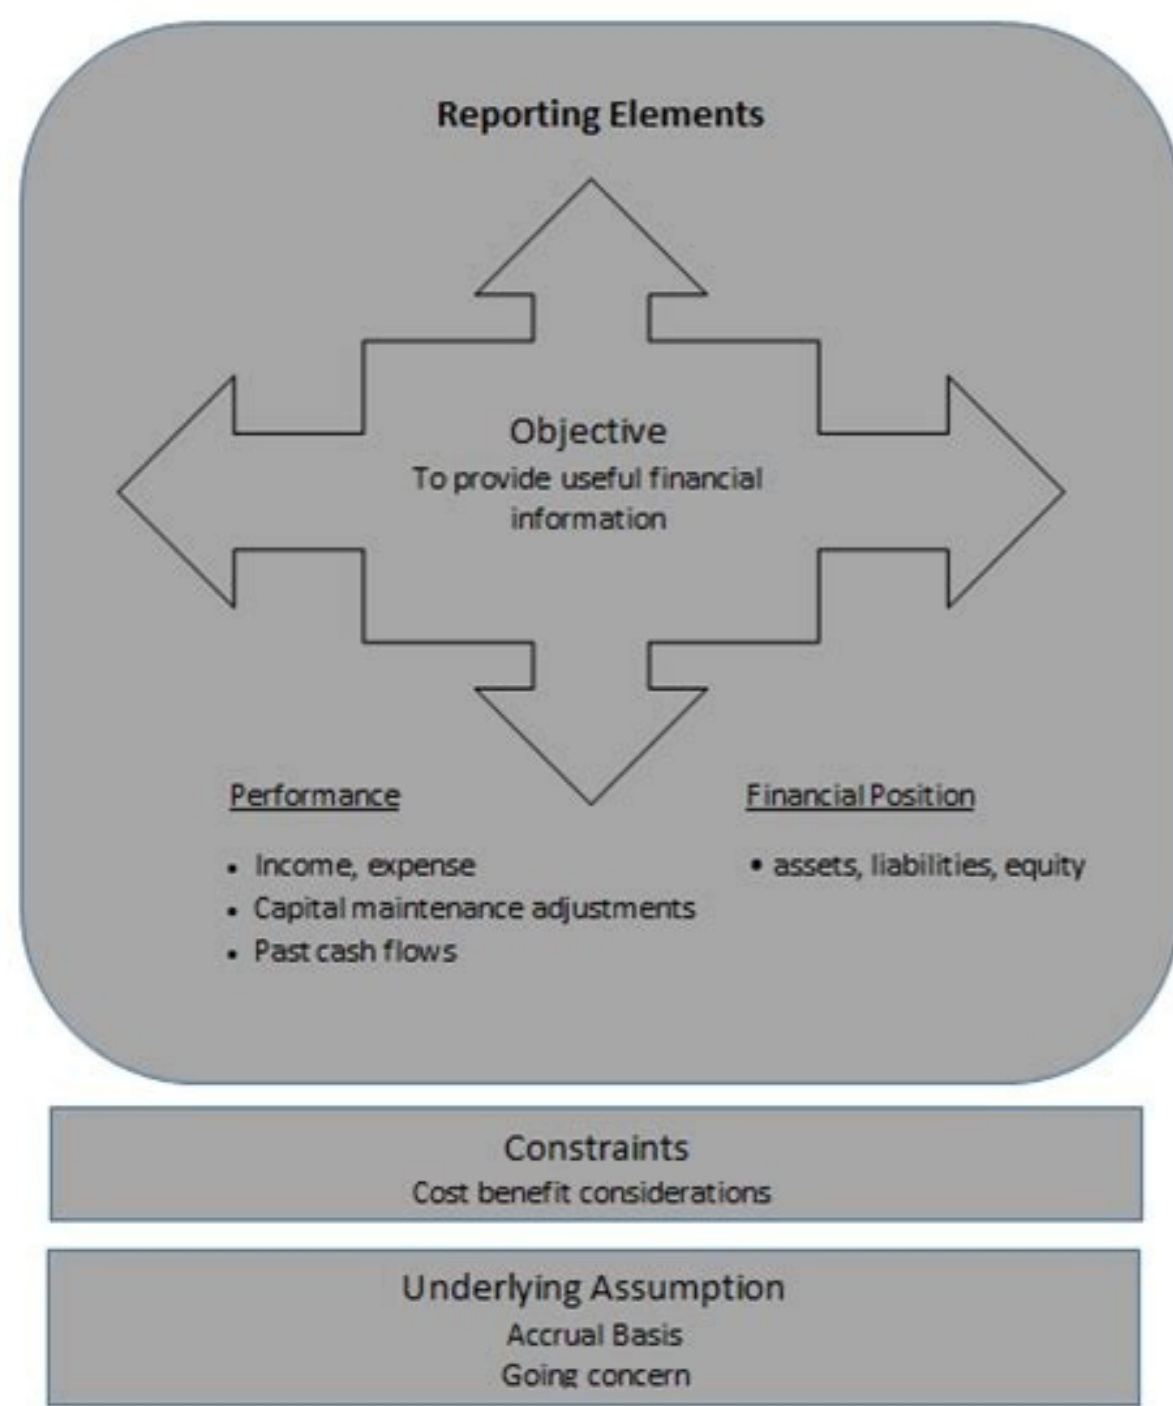 Reporting Elements
Objective
To provide useful financial
information
Performance
• Income, expense
• Capital maintenance adjustments
• Past cash flows
Financial Position
• assets, liabilities, equity
Constraints
Cost benefit considerations
Underlying Assumption
Accrual Basis
Going concern